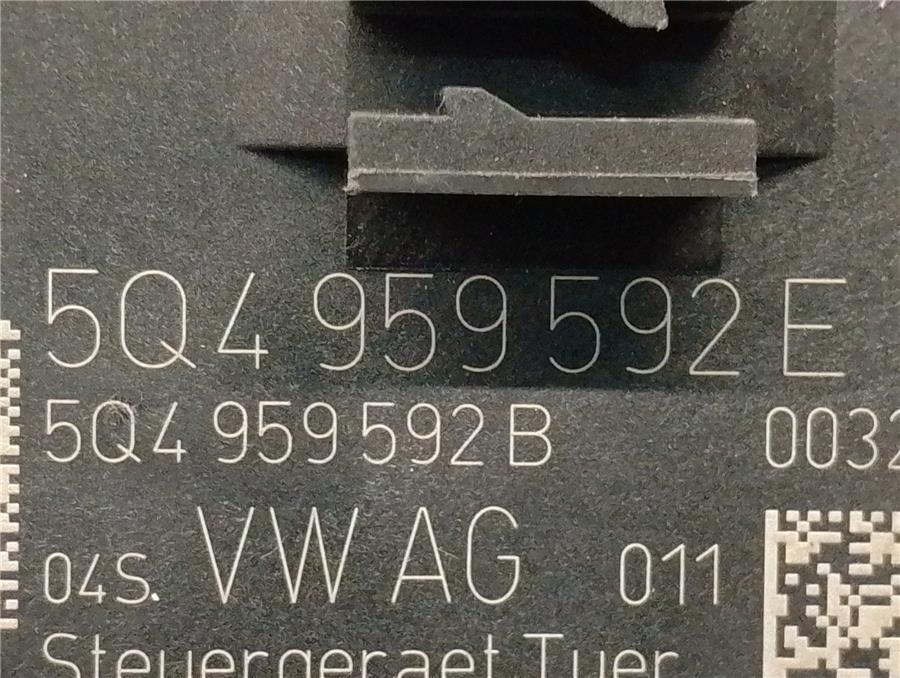 5Q4 959 592 E
5Q4 959 592 B 0032
04S. VW AG 011
Steuergeraet Tuer